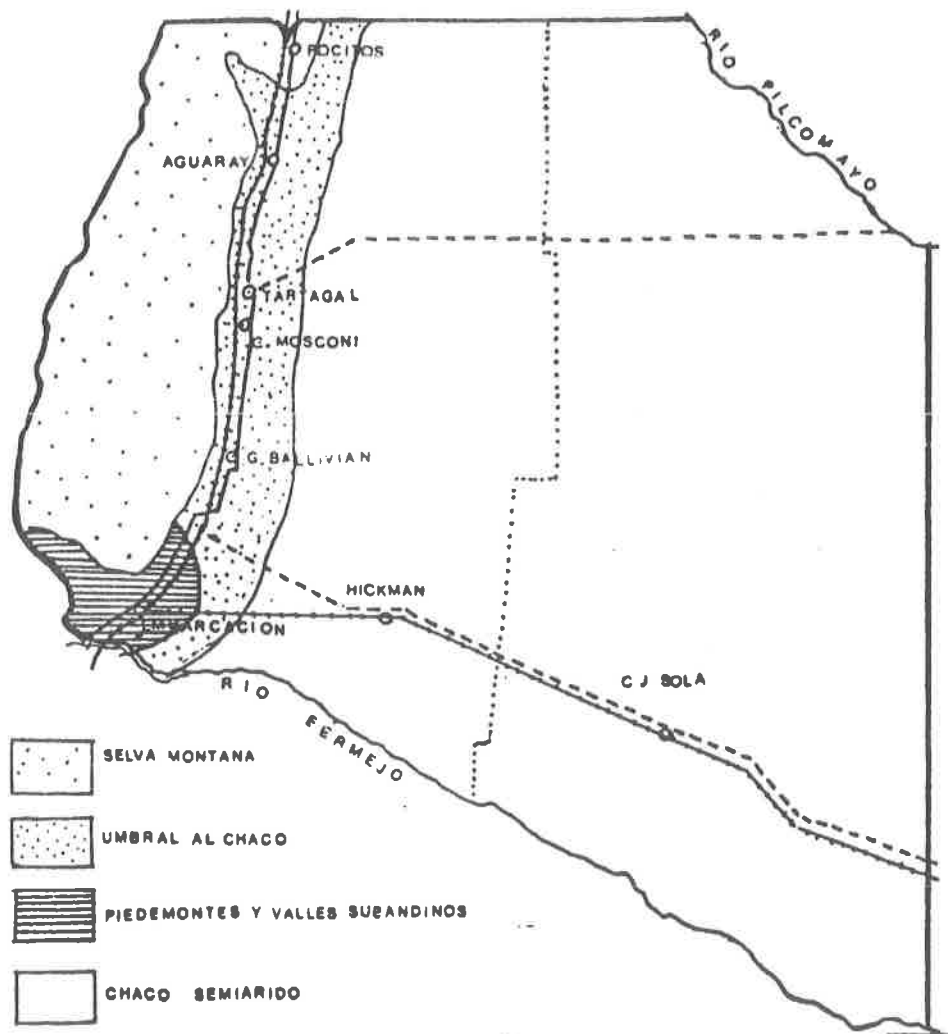 POCITOS
RIO PILCOMAYO
AGUARAY
TARTAGAL
C. MOSCONI
G. BALLIVIAN
HICKMAN
EMBARCACION
C J SOLA
RIO BERMEJO
SELVA MONTANA
UMBRAL AL CHACO
PIEDEMONTES Y VALLES SUBANDINOS
CHACO SEMIARIDO